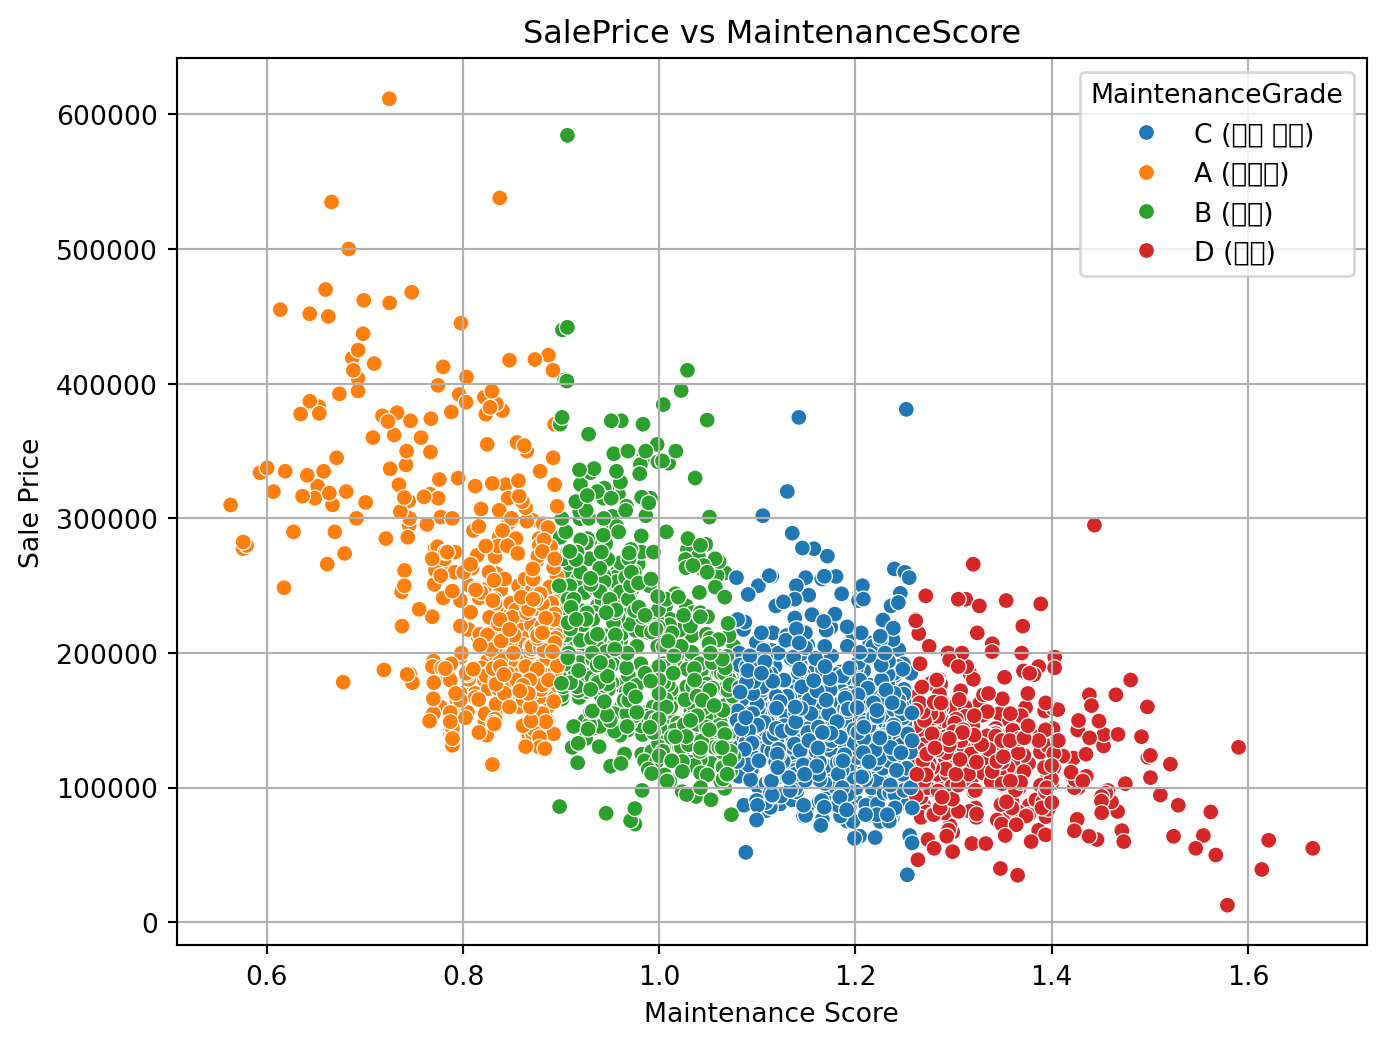 SalePrice vs MaintenanceScore
MaintenanceGrade
C (▯▯ ▯▯)
A (▯▯▯)
B (▯▯)
D (▯▯)
600000
500000
400000
300000
200000
100000
0
Sale Price
0.6 0.8 1.0 1.2 1.4 1.6
Maintenance Score